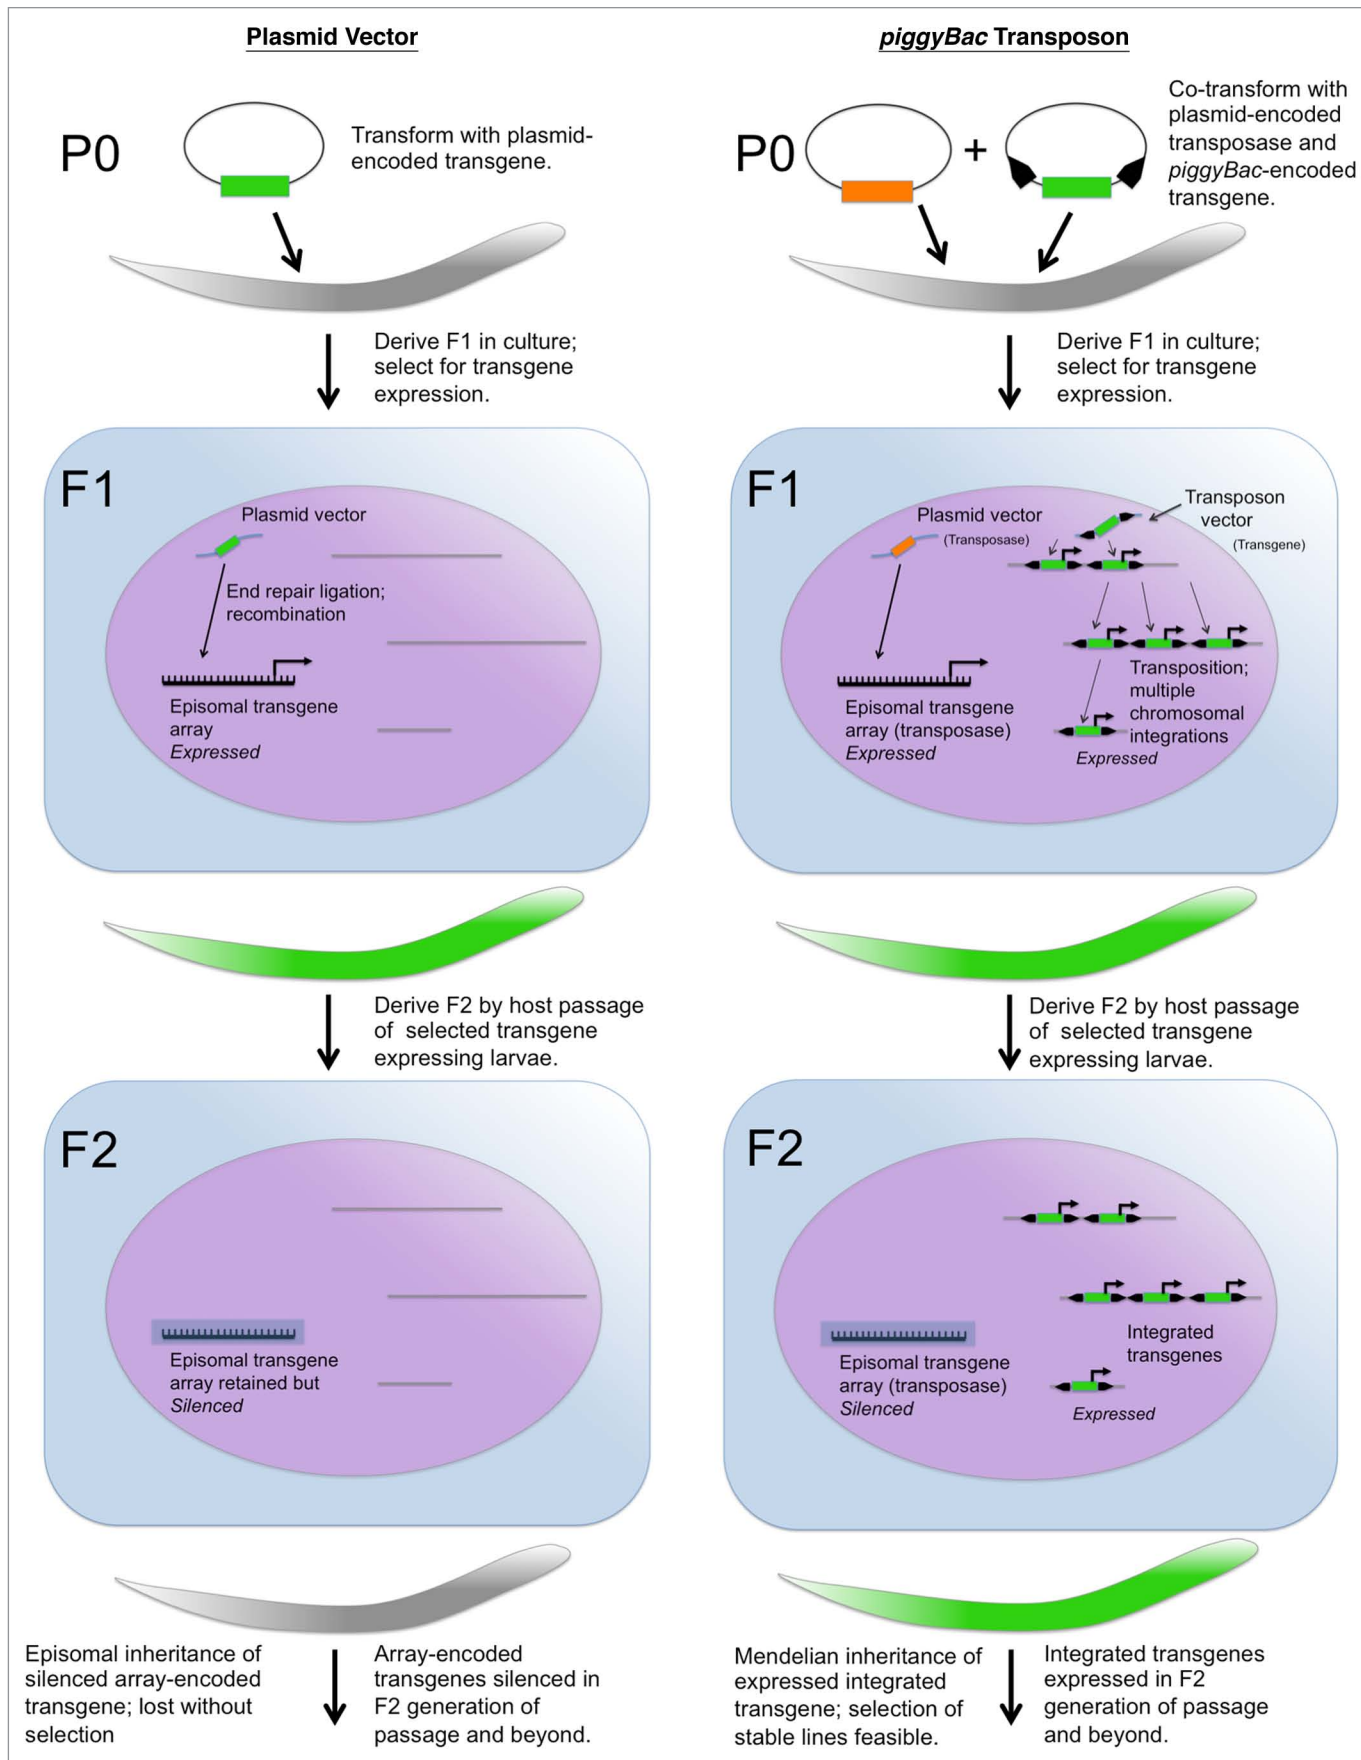 Plasmid Vector
P0
Transform with plasmid-
encoded transgene.
Derive F1 in culture;
select for transgene
expression.
F1
Plasmid vector
End repair ligation;
recombination
Episomal transgene
array
Expressed
Derive F2 by host passage
of selected transgene
expressing larvae.
F2
Episomal transgene
array retained but
Silenced
Episomal inheritance of
silenced array-encoded
transgene; lost without
selection
Array-encoded
transgenes silenced in
F2 generation of
passage and beyond.
piggyBac Transposon
P0
+
Co-transform with
plasmid-encoded
transposase and
piggyBac-encoded
transgene.
Derive F1 in culture;
select for transgene
expression.
F1
Plasmid vector
(Transposase)
Transposon
vector
(Transgene)
Episomal transgene
array (transposase)
Expressed
Transposition;
multiple
chromosomal
integrations
Expressed
Derive F2 by host passage
of selected transgene
expressing larvae.
F2
Episomal transgene
array (transposase)
Silenced
Integrated
transgenes
Expressed
Mendelian inheritance of
expressed integrated
transgene; selection of
stable lines feasible.
Integrated transgenes
expressed in F2
generation of passage
and beyond.